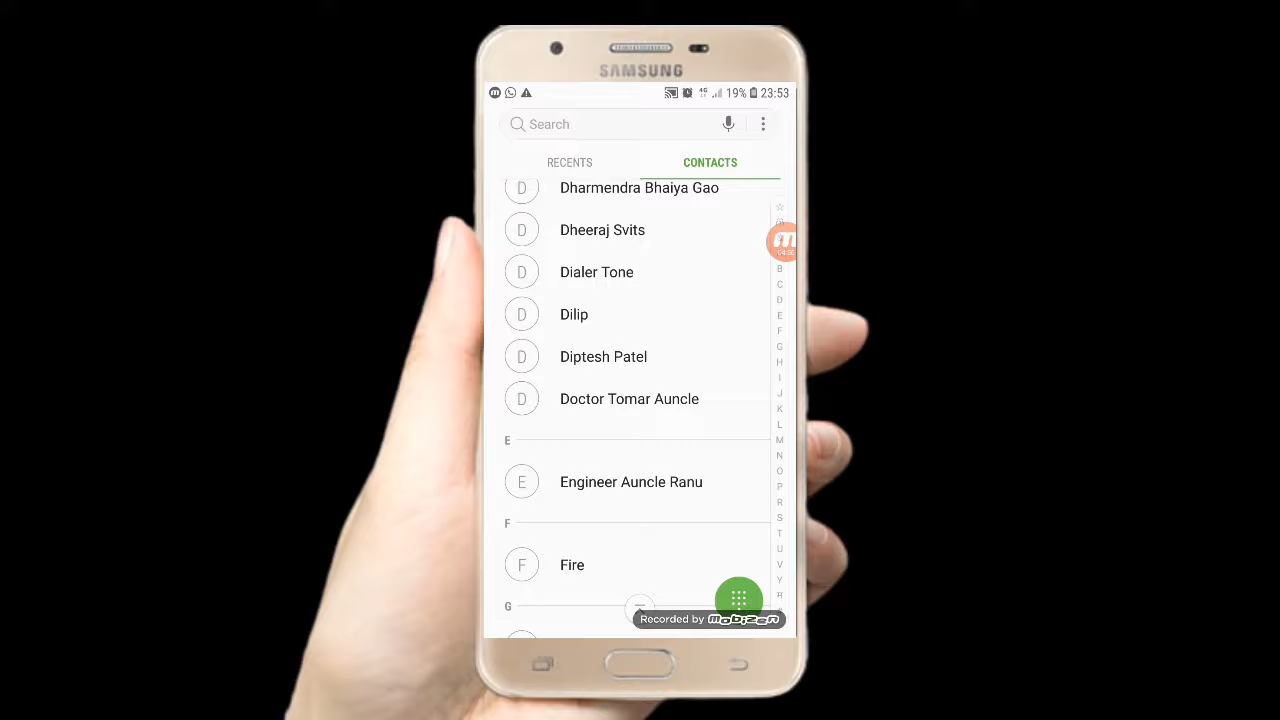 SAMSUNG
19% 23:53
Search
RECENTS
CONTACTS
D
Dharmendra Bhaiya Gao
D
Dheeraj Svits
D
Dialer Tone
D
Dilip
D
Diptesh Patel
D
Doctor Tomar Auncle
E
E
Engineer Auncle Ranu
F
F
Fire
G
B
C
D
E
F
G
H
I
J
K
L
M
N
O
P
R
S
T
U
V
Y
म
Recorded by mobizen